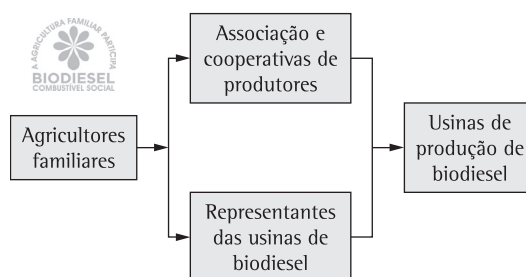 A AGRICULTURA FAMILIAR PARTICIPA
BIODIESEL
COMBUSTÍVEL SOCIAL
Associação e
cooperativas de
produtores
Agricultores
familiares
Usinas de
produção de
biodiesel
Representantes
das usinas de
biodiesel